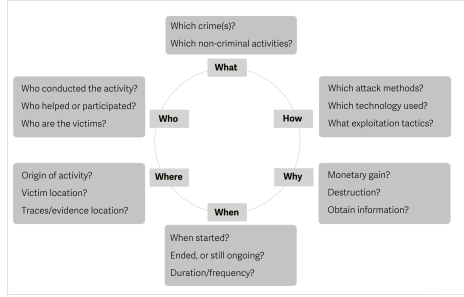 Which crime(s)?
Which non-criminal activities?
What
Who conducted the activity?
Who helped or participated?
Who are the victims?
Who
How
Which attack methods?
Which technology used?
What exploitation tactics?
Origin of activity?
Victim location?
Traces/evidence location?
Where
Why
Monetary gain?
Destruction?
Obtain information?
When
When started?
Ended, or still ongoing?
Duration/frequency?